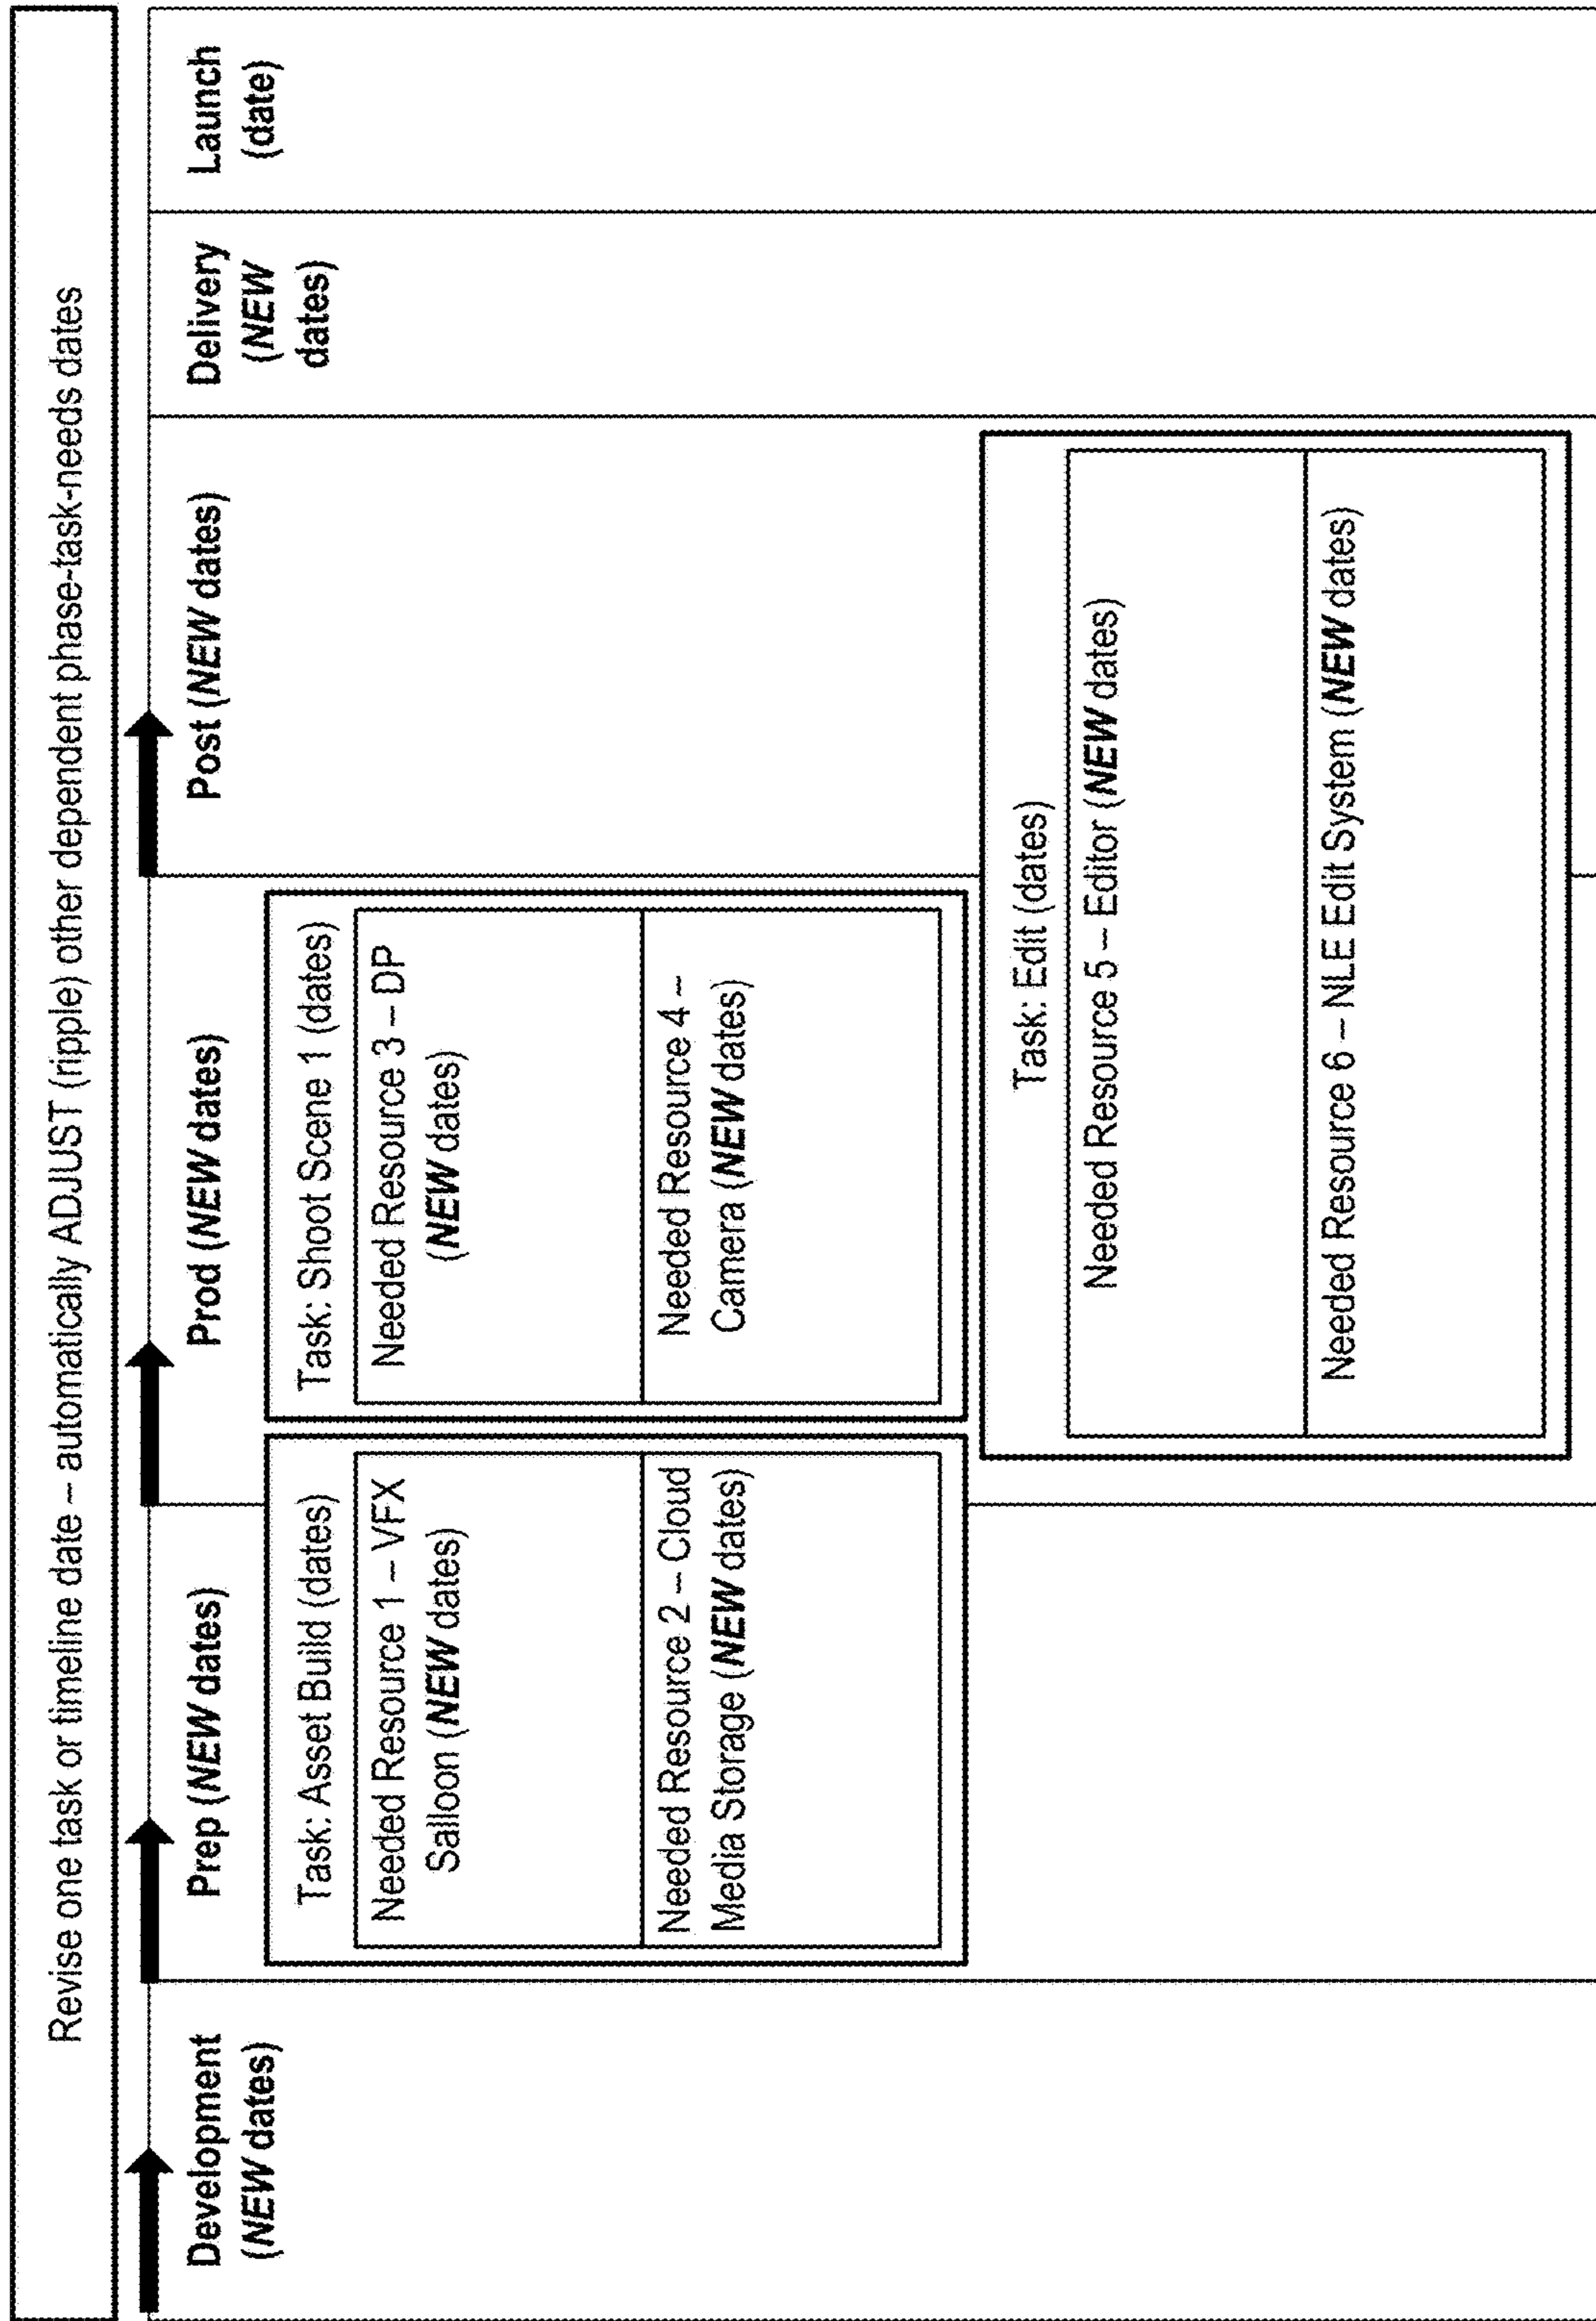 Revise one task or timeline date – automatically ADJUST (ripple) other dependent phase-task-needs dates
Development
(NEW dates)
Prep (NEW dates)
Prod (NEW dates)
Post (NEW dates)
Delivery
(NEW
dates)
Launch
(date)
Task: Asset Build (dates)
Needed Resource 1 – VFX
Salloon (NEW dates)
Needed Resource 2 – Cloud
Media Storage (NEW dates)
Task: Shoot Scene 1 (dates)
Needed Resource 3 – DP
(NEW dates)
Needed Resource 4 –
Camera (NEW dates)
Task: Edit (dates)
Needed Resource 5 – Editor (NEW dates)
Needed Resource 6 – NLE Edit System (NEW dates)